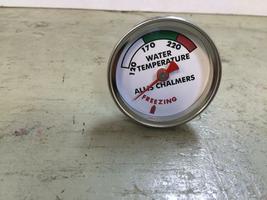 120 170 220
WATER
TEMPERATURE
ALLIS CHALMERS
FREEZING